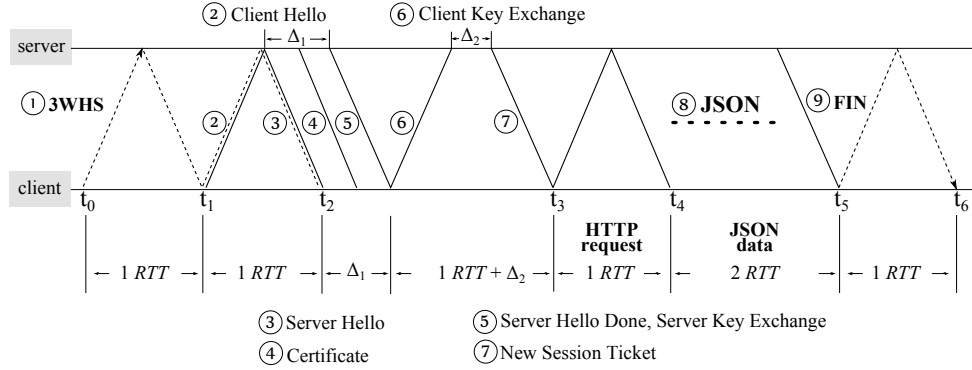 ② Client Hello
⑥ Client Key Exchange
Δ₁
Δ₂
server
① 3WHS
②
③
④
⑤
⑥
⑦
⑧ JSON
⑨ FIN
client
t₀
t₁
t₂
t₃
t₄
t₅
t₆
HTTP request
JSON data
1 RTT
1 RTT
Δ₁
1 RTT + Δ₂
1 RTT
2 RTT
1 RTT
③ Server Hello
⑤ Server Hello Done, Server Key Exchange
④ Certificate
⑦ New Session Ticket